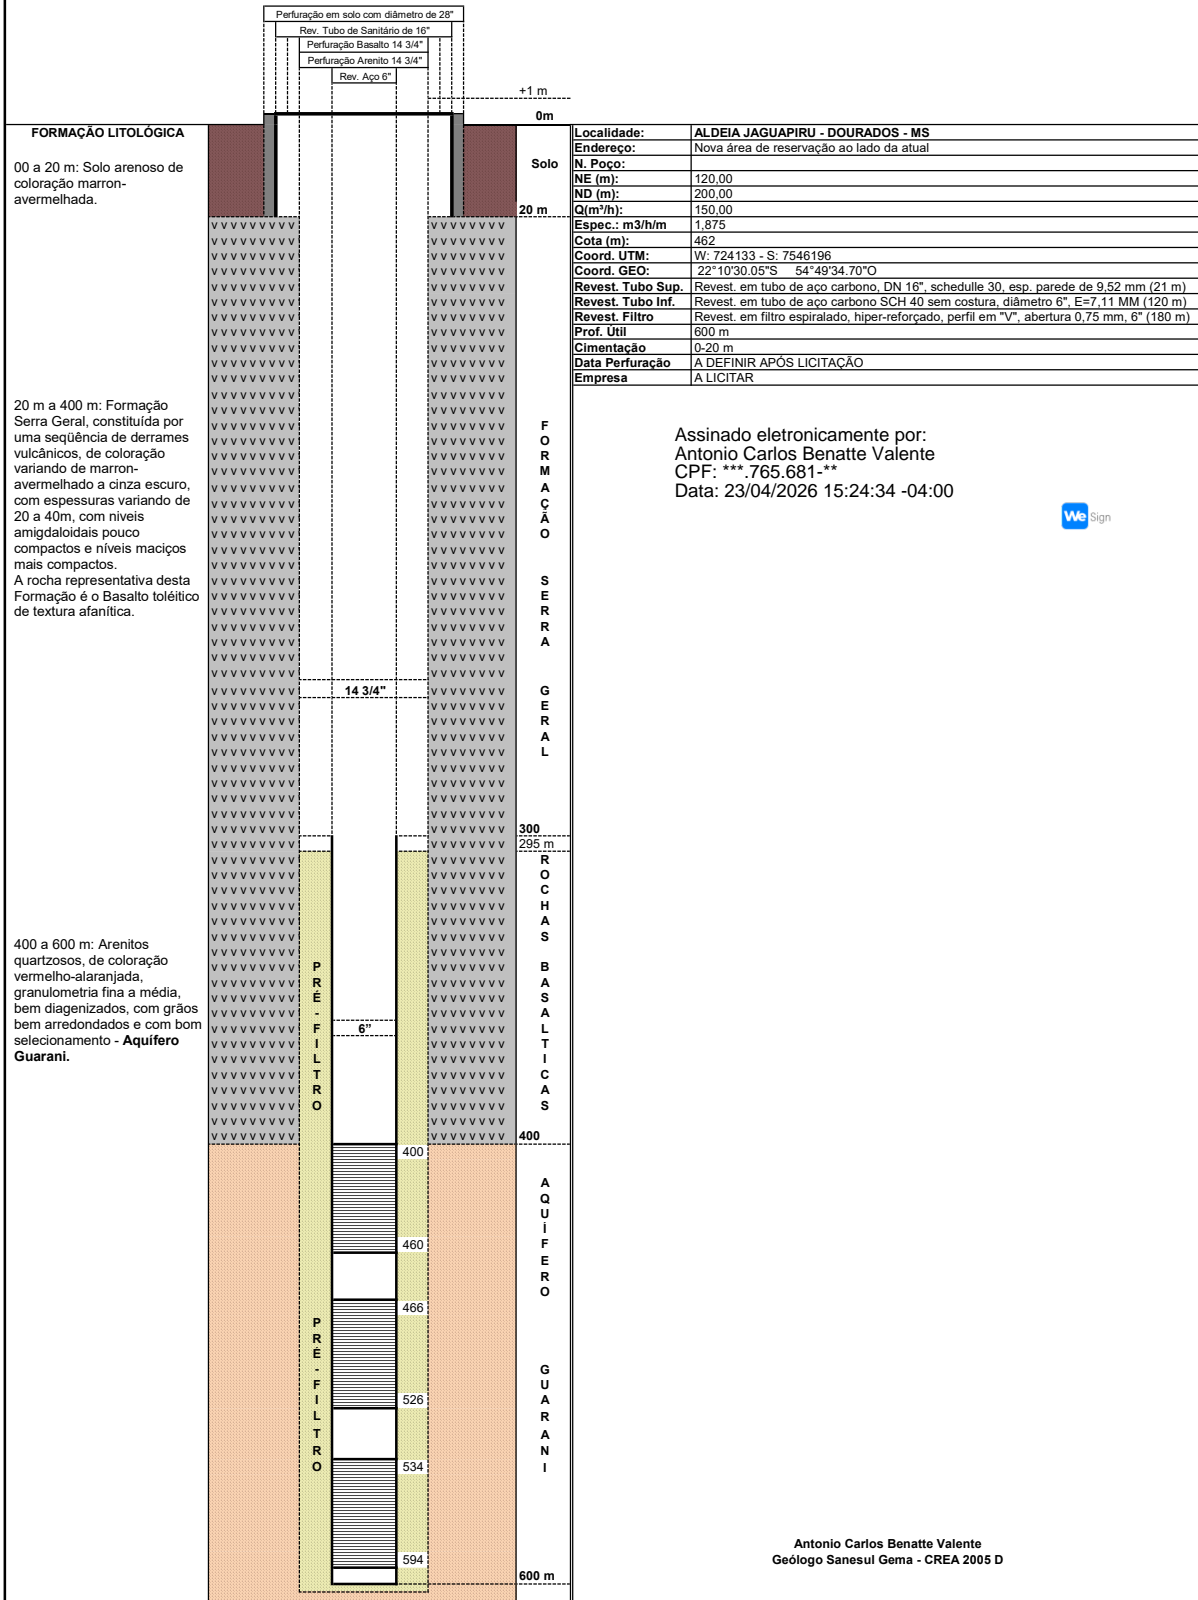 Perfuração em solo com diâmetro de 28"
Rev. Tubo de Sanitário de 16"
Perfuração Basalto 14 3/4"
Perfuração Arenito 14 3/4"
Rev. Aço 6"
+1 m
0m
FORMAÇÃO LITOLÓGICA
00 a 20 m: Solo arenoso de
coloração marron-
avermelhada.
Solo
20 m
Localidade: ALDEIA JAGUAPIRU - DOURADOS - MS
Endereço: Nova área de reservação ao lado da atual
N. Poço:
NE (m): 120,00
ND (m): 200,00
Q(m³/h): 150,00
Espec.: m3/h/m 1,875
Cota (m): 462
Coord. UTM: W: 724133 - S: 7546196
Coord. GEO: 22°10'30.05"S 54°49'34.70"O
Revest. Tubo Sup. Revest. em tubo de aço carbono, DN 16", schedulle 30, esp. parede de 9,52 mm (21 m)
Revest. Tubo Inf. Revest. em tubo de aço carbono SCH 40 sem costura, diâmetro 6", E=7,11 MM (120 m)
Revest. Filtro Revest. em filtro espiralado, hiper-reforçado, perfil em "V", abertura 0,75 mm, 6" (180 m)
Prof. Útil 600 m
Cimentação 0-20 m
Data Perfuração A DEFINIR APÓS LICITAÇÃO
Empresa A LICITAR
20 m a 400 m: Formação
Serra Geral, constituída por
uma seqüência de derrames
vulcânicos, de coloração
variando de marron-
avermelhado a cinza escuro,
com espessuras variando de
20 a 40m, com niveis
amigdaloidais pouco
compactos e níveis maciços
mais compactos.
A rocha representativa desta
Formação é o Basalto toléitico
de textura afanítica.
FORMAÇÃO SERRA GERAL
Assinado eletronicamente por:
Antonio Carlos Benatte Valente
CPF: ***.765.681-**
Data: 23/04/2026 15:24:34 -04:00
We Sign
14 3/4"
300
295 m
ROCHAS BASALTICAS
400 a 600 m: Arenitos
quartzosos, de coloração
vermelho-alaranjada,
granulometria fina a média,
bem diagenizados, com grãos
bem arredondados e com bom
selecionamento - Aquífero
Guarani.
PRÉ-FILTRO
6”
400
400
460
466
526
534
594
600 m
AQUÍFERO GUARANI
PRÉ-FILTRO
Antonio Carlos Benatte Valente
Geólogo Sanesul Gema - CREA 2005 D